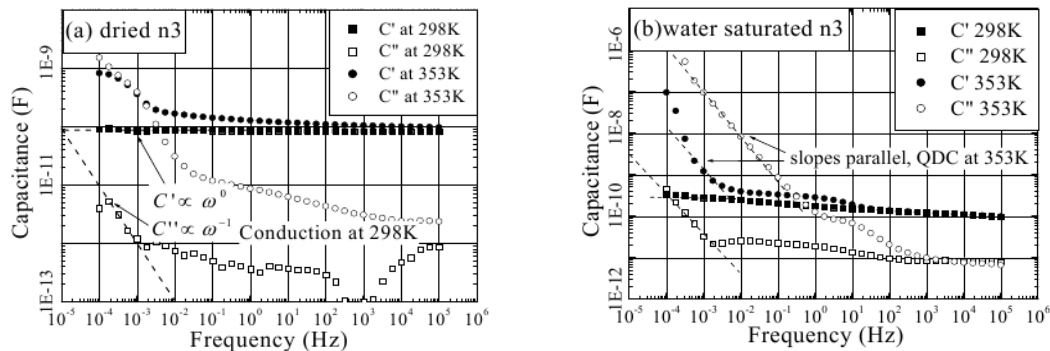 (a) dried n3
C' at 298K
C" at 298K
C' at 353K
C" at 353K
Capacitance (F)
1E-9
1E-11
1E-13
C' ∝ ω⁰
C'' ∝ ω⁻¹
Conduction at 298K
10⁻⁵ 10⁻⁴ 10⁻³ 10⁻² 10⁻¹ 10⁰ 10¹ 10² 10³ 10⁴ 10⁵ 10⁶
Frequency (Hz)
(b)water saturated n3
C' 298K
C" 298K
C' 353K
C" 353K
Capacitance (F)
1E-6
1E-8
1E-10
1E-12
slopes parallel, QDC at 353K
10⁻⁵ 10⁻⁴ 10⁻³ 10⁻² 10⁻¹ 10⁰ 10¹ 10² 10³ 10⁴ 10⁵ 10⁶
Frequency (Hz)